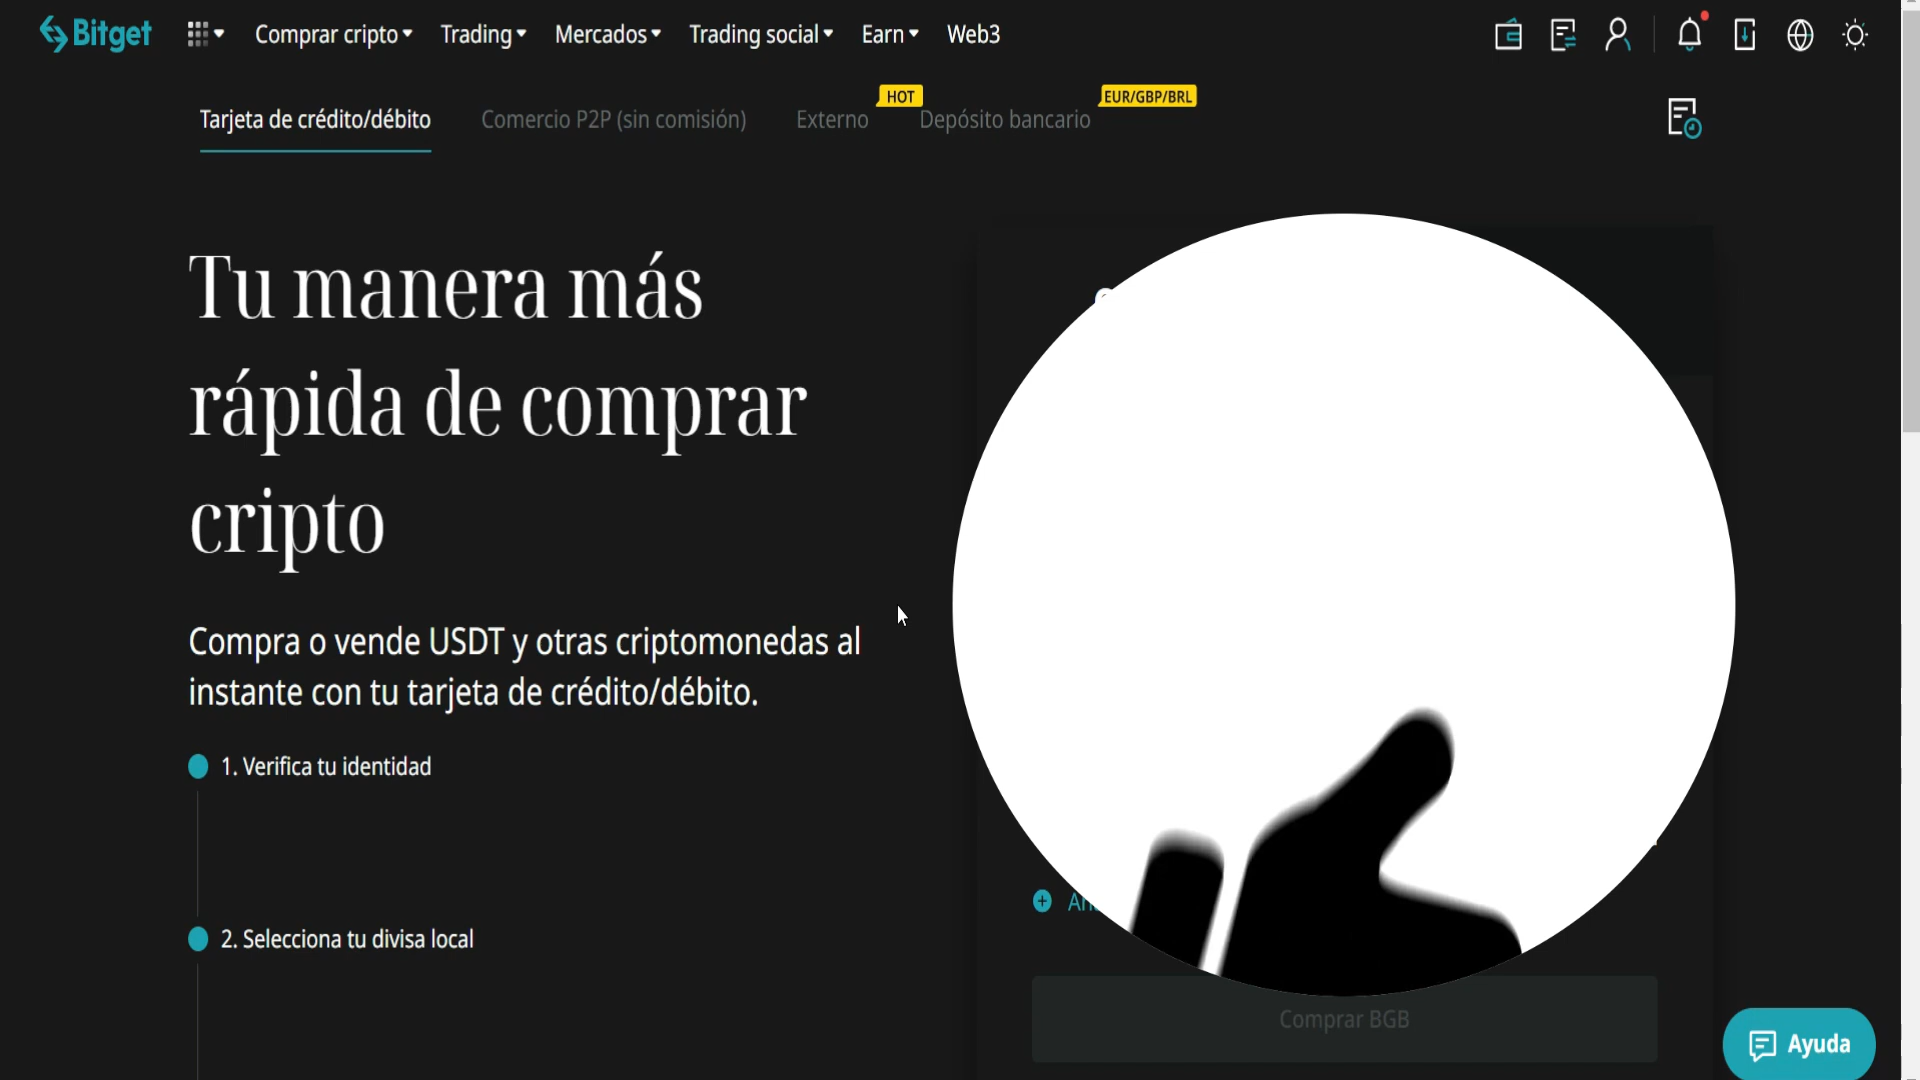 Bitget
Comprar cripto
Trading
Mercados
Trading social
Earn
Web3
HOT
EUR/GBP/BRL
Tarjeta de crédito/débito
Comercio P2P (sin comisión)
Externo
Depósito bancario
Tu manera más
rápida de comprar
cripto
Compra o vende USDT y otras criptomonedas al
instante con tu tarjeta de crédito/débito.
1. Verifica tu identidad
2. Selecciona tu divisa local
Comprar BGB
Ayuda